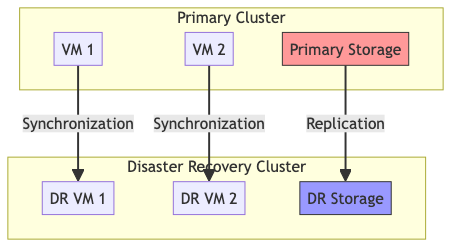 Primary Cluster
VM 1
VM 2
Primary Storage
Synchronization
Synchronization
Replication
Disaster Recovery Cluster
DR VM 1
DR VM 2
DR Storage